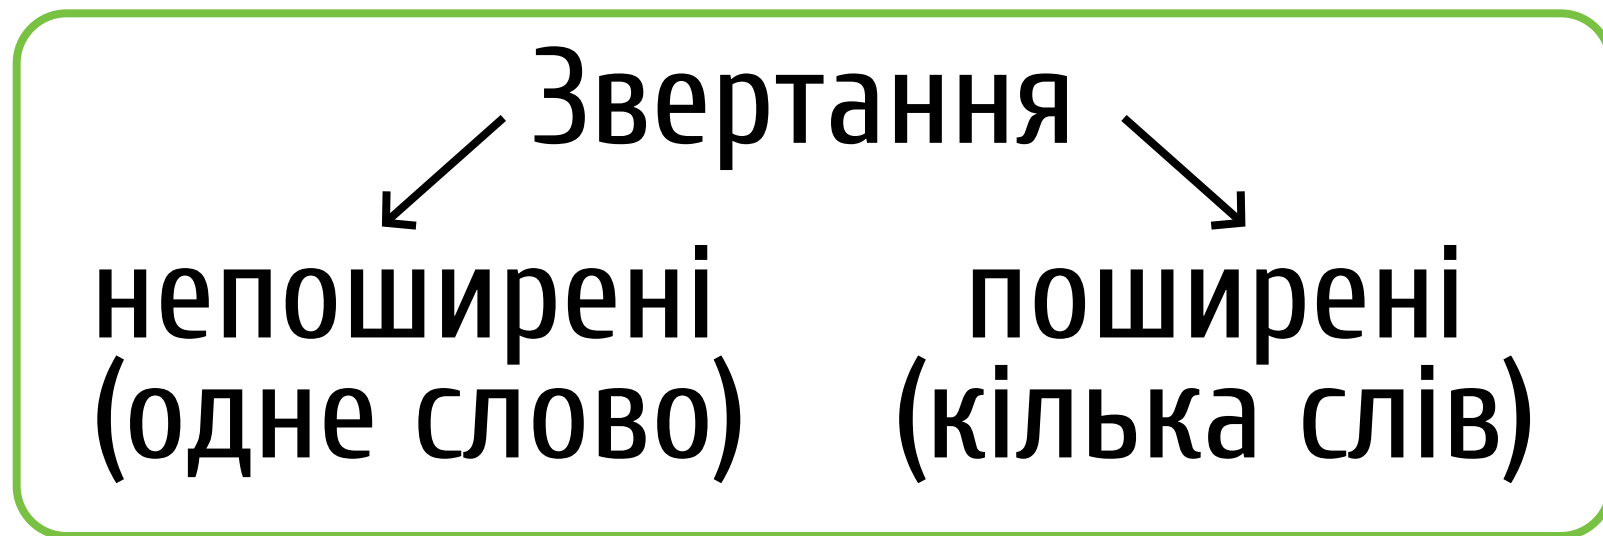 Звертання
непоширені поширені
(одне слово) (кілька слів)